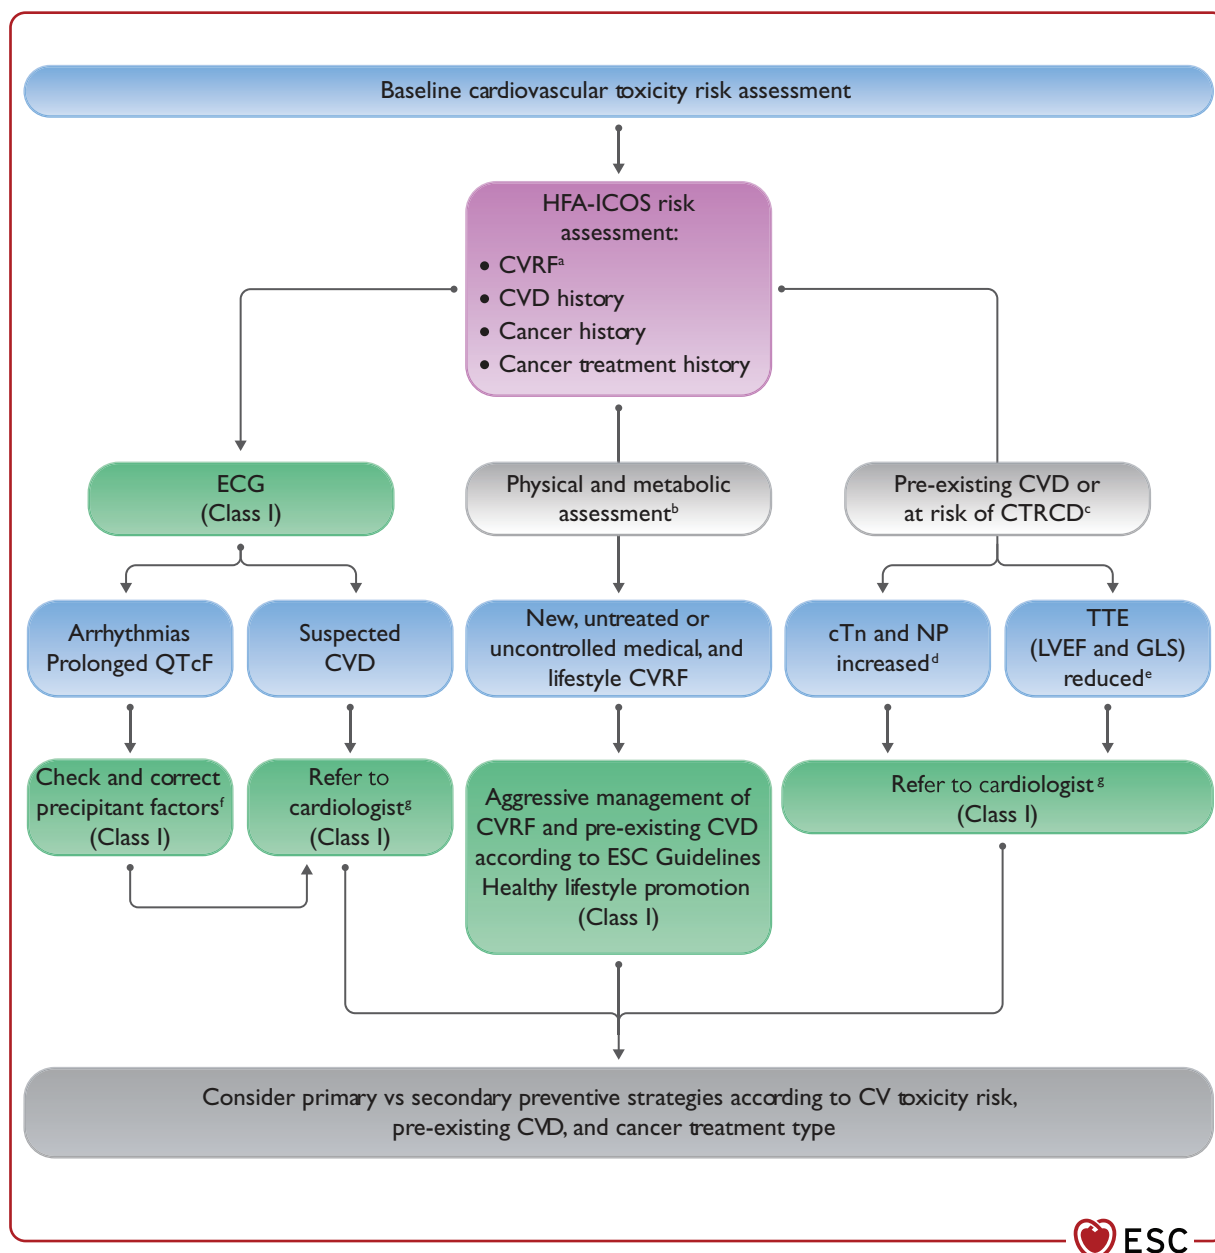 Baseline cardiovascular toxicity risk assessment
HFA-ICOS risk
assessment:
• CVRFᵃ
• CVD history
• Cancer history
• Cancer treatment history
ECG
(Class I)
Physical and metabolic
assessmentᵇ
Pre-existing CVD or
at risk of CTRCDᶜ
Arrhythmias
Prolonged QTcF
Suspected
CVD
New, untreated or
uncontrolled medical, and
lifestyle CVRF
cTn and NP
increasedᵈ
TTE
(LVEF and GLS)
reducedᵉ
Check and correct
precipitant factorsᶠ
(Class I)
Refer to
cardiologistᵍ
(Class I)
Aggressive management of
CVRF and pre-existing CVD
according to ESC Guidelines
Healthy lifestyle promotion
(Class I)
Refer to cardiologistᵍ
(Class I)
Consider primary vs secondary preventive strategies according to CV toxicity risk,
pre-existing CVD, and cancer treatment type
ESC